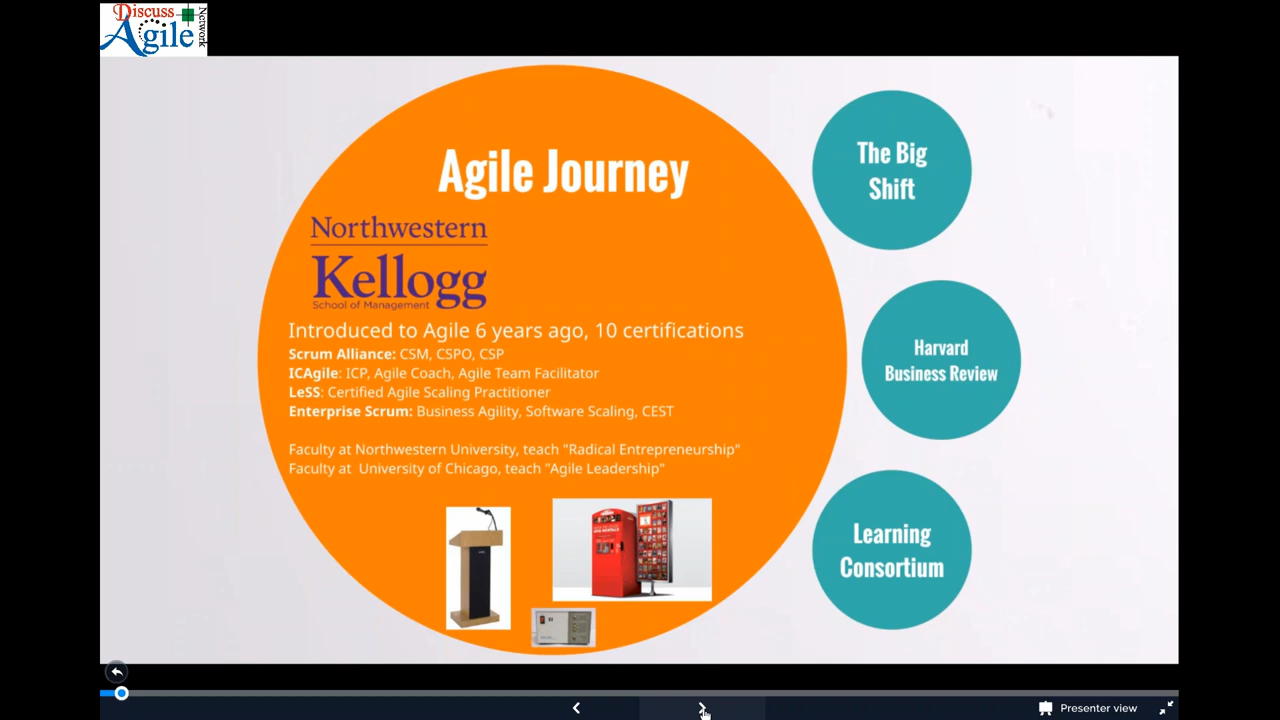 Discuss
Agile
Network
Agile Journey
Northwestern
Kellogg
School of Management
Introduced to Agile 6 years ago, 10 certifications
Scrum Alliance: CSM, CSPO, CSP
ICAgile: ICP, Agile Coach, Agile Team Facilitator
LeSS: Certified Agile Scaling Practitioner
Enterprise Scrum: Business Agility, Software Scaling, CEST
Faculty at Northwestern University, teach "Radical Entrepreneurship"
Faculty at  University of Chicago, teach "Agile Leadership"
The Big
Shift
Harvard
Business Review
Learning
Consortium
Presenter view